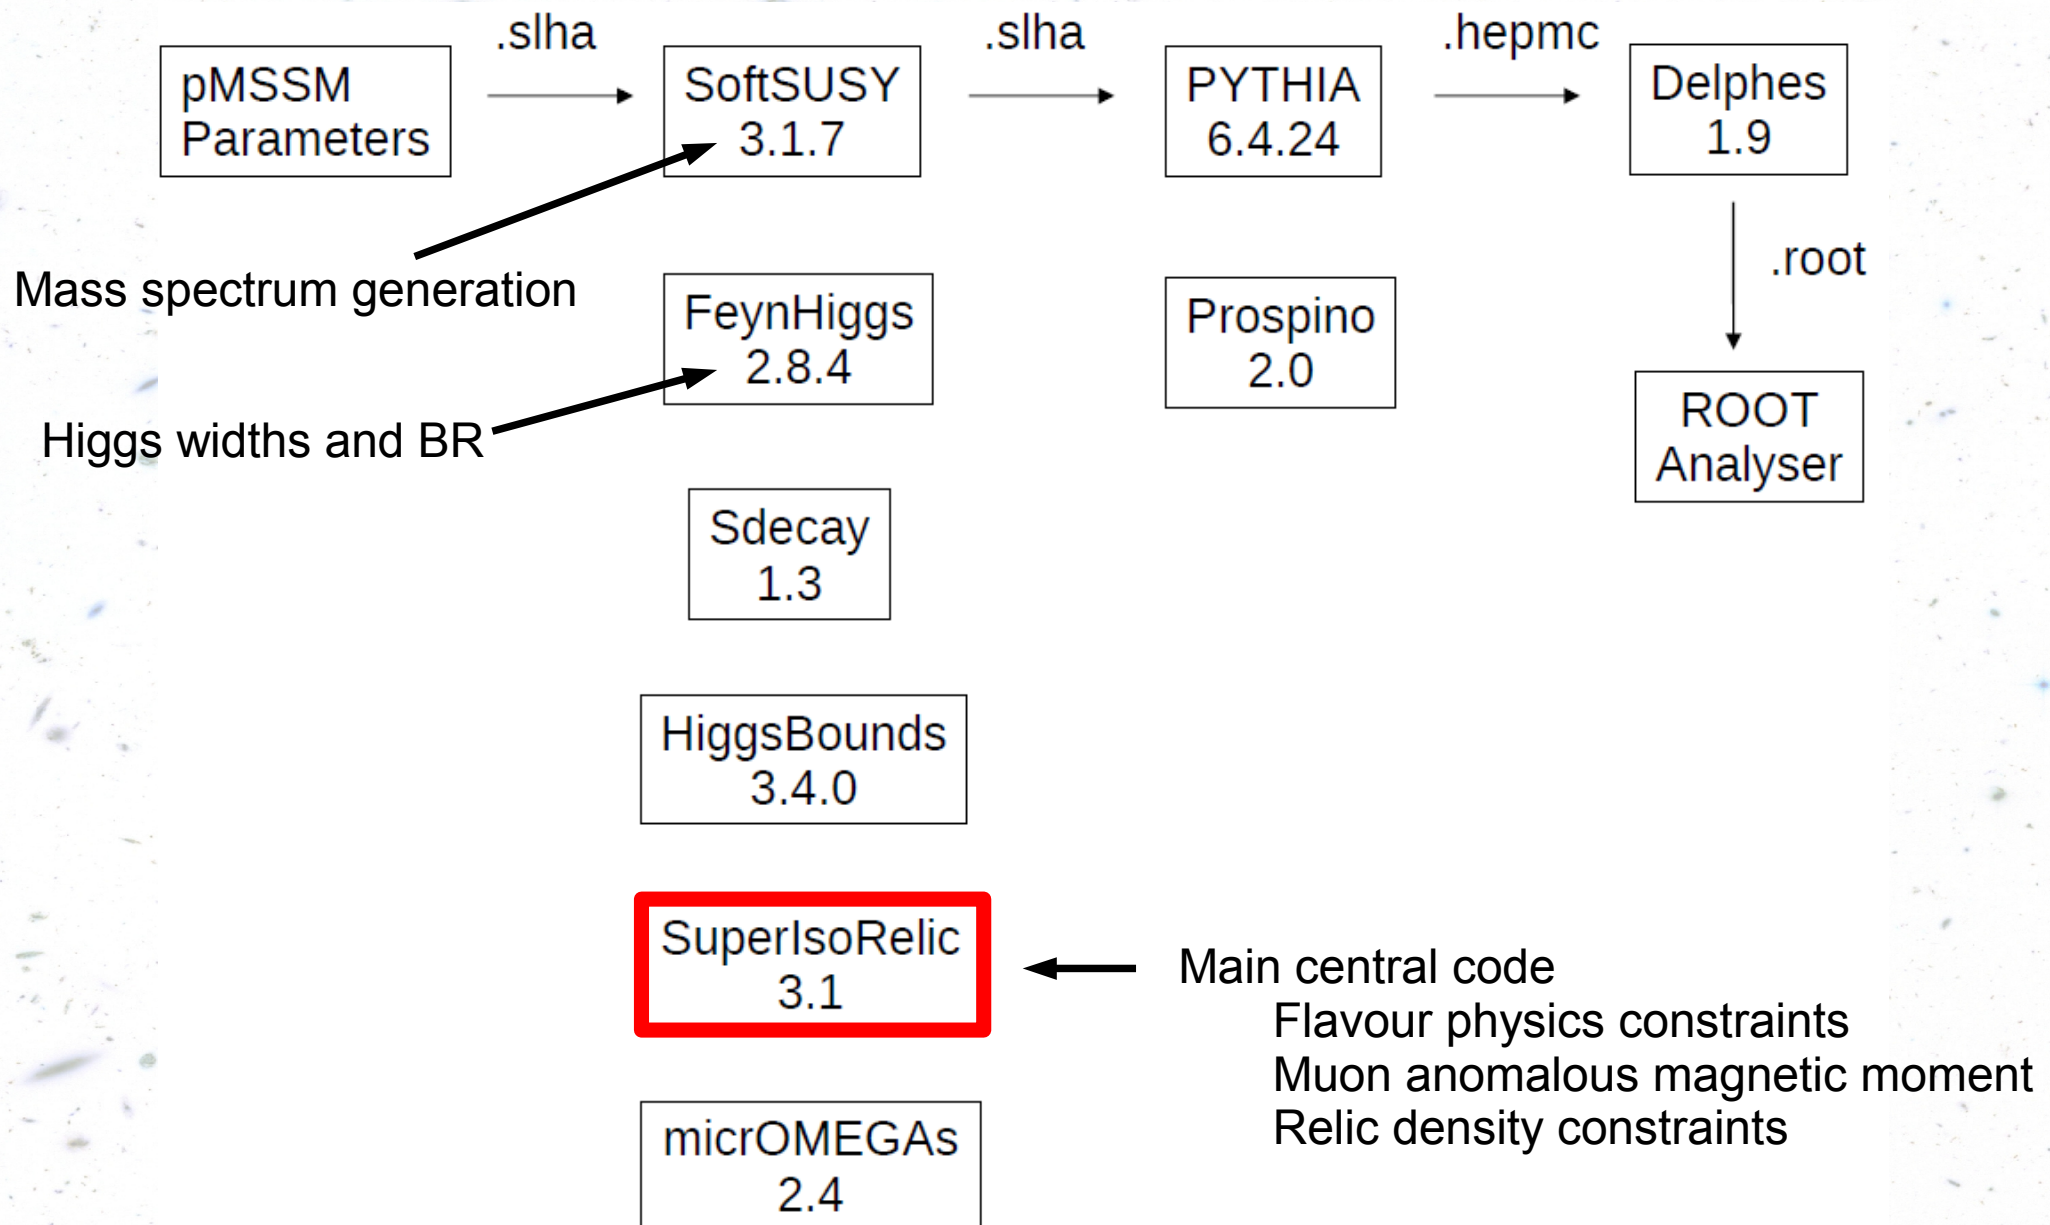 .slha
.slha
.hepmc
pMSSM
Parameters
SoftSUSY
3.1.7
PYTHIA
6.4.24
Delphes
1.9
.root
Mass spectrum generation
FeynHiggs
2.8.4
Prospino
2.0
Higgs widths and BR
ROOT
Analyser
Sdecay
1.3
HiggsBounds
3.4.0
SuperIsoRelic
3.1
Main central code
Flavour physics constraints
Muon anomalous magnetic moment
Relic density constraints
micrOMEGAs
2.4